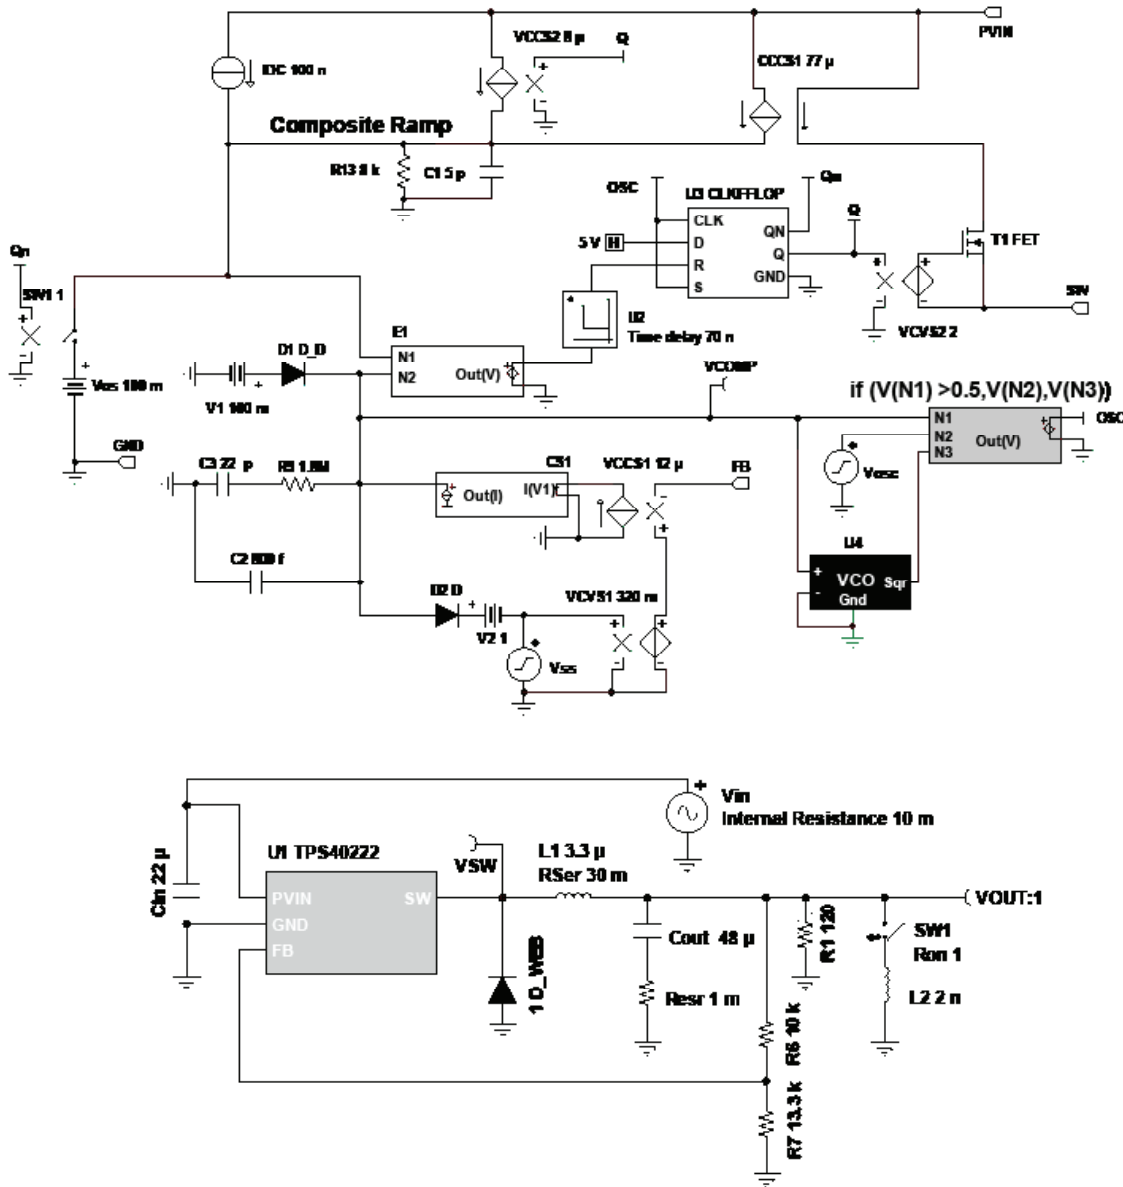 PVIN
VCCS2 8 µ
Q
CCCS1 77 µ
IDC 100 n
Composite Ramp
R13 8 k
C1 5 p
OSC
U3 CLKFFLOP
Qn
CLK
D
R
S
QN
Q
GND
5 V H
Q
T1 FET
Qn
SW1 1
SW
VCVS2 2
U2
Time delay 70 n
E1
N1
N2
Out(V)
D1 D_D
V1 100 m
Vos 100 m
GND
VCOMP
if (V(N1) >0.5,V(N2),V(N3))
N1
N2
N3
Out(V)
OSC
Vosc
C3 22 p
CS1
Out(I)
I(V1)
VCCS1 12 µ
FB
U4
VCO
Sqr
Gnd
D2 D
V2 1
VCVS1 320 m
Vss
Vin
Internal Resistance 10 m
Cin 22 µ
U1 TPS40222
PVIN
GND
FB
SW
VSW
L1 3.3 µ
RSer 30 m
VOUT:1
Cout 48 µ
Resr 1 m
R1 120
SW1
Ron 1
L2 2 n
R6 10 k
R7 13.3 k